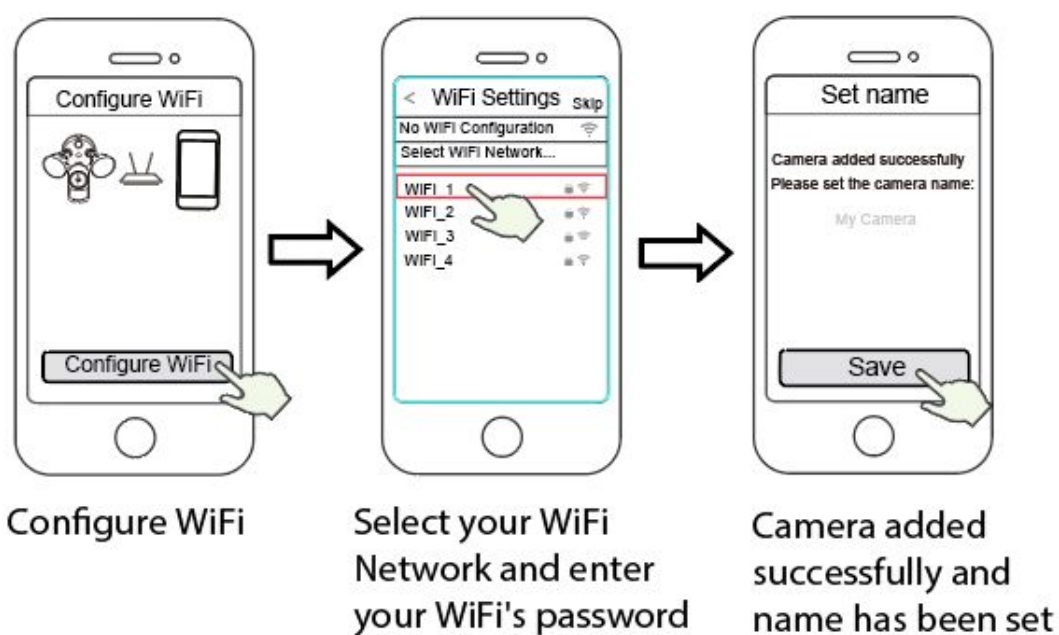 Configure WiFi
Configure WiFi
< WiFi Settings Skip
No WiFi Configuration
Select WiFi Network...
WIFI_1
WIFI_2
WIFI_3
WIFI_4
Set name
Camera added successfully
Please set the camera name:
My Camera
Save
Configure WiFi
Select your WiFi
Network and enter
your WiFi's password
Camera added
successfully and
name has been set